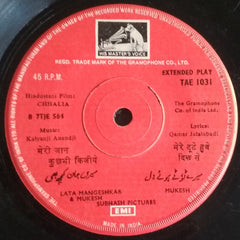 HIS MASTER'S VOICE
REGD. TRADE MARK OF THE GRAMOPHONE CO. LTD.
45 R.P.M.
EXTENDED PLAY
TAE 1031
Hindustani Film:
CHHALIA
B 7TJE 564
The Gramophone
Co. of India Ltd.
Music:
Kalyanji Anandji
Lyrics:
Qamar Jalalabadi
मेरी जान
कुछ भी किजीये
मेरे टूटे हुवे
दिल से
LATA MANGESHKAR
& MUKESH
MUKESH
SUBHASH PICTURES
EMI
MADE IN INDIA